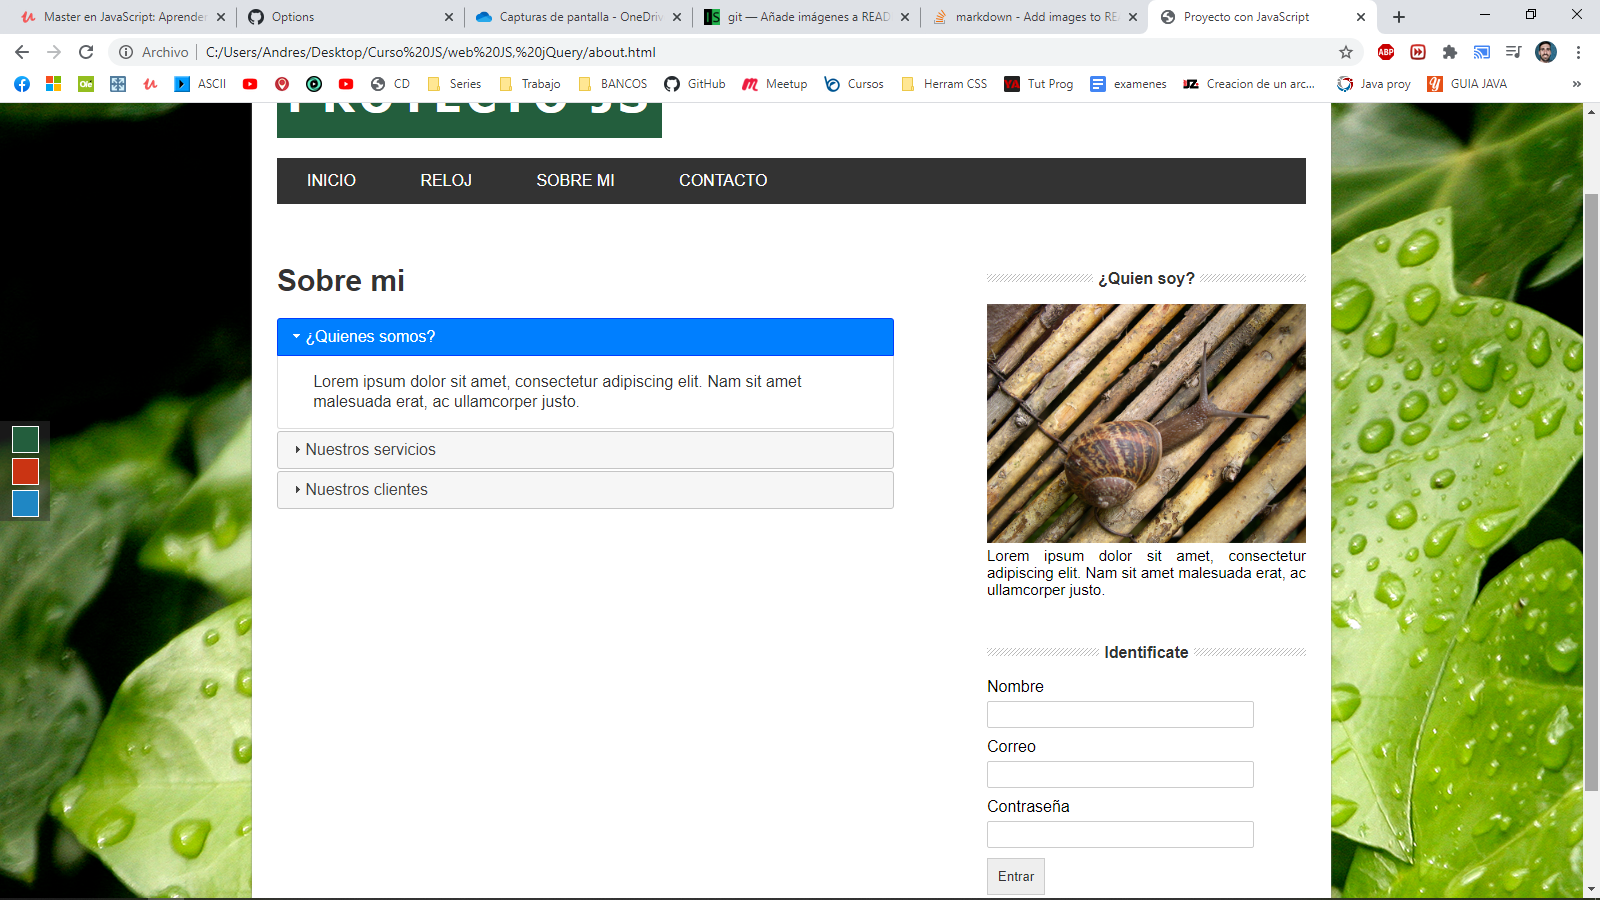 Master en JavaScript: Aprender
Options
Capturas de pantalla - OneDriv
git — Añade imágenes a READ
markdown - Add images to RE
Proyecto con JavaScript
Archivo
C:/Users/Andres/Desktop/Curso%20JS/web%20JS,%20jQuery/about.html
ABP
Ole
ASCII
CD
Series
Trabajo
BANCOS
GitHub
Meetup
Cursos
Herram CSS
Tut Prog
examenes
Creacion de un arc...
Java proy
GUIA JAVA
»
PROYECTO JS
INICIO
RELOJ
SOBRE MI
CONTACTO
Sobre mi
¿Quienes somos?
Lorem ipsum dolor sit amet, consectetur adipiscing elit. Nam sit amet
malesuada erat, ac ullamcorper justo.
Nuestros servicios
Nuestros clientes
¿Quien soy?
Lorem ipsum dolor sit amet, consectetur
adipiscing elit. Nam sit amet malesuada erat, ac
ullamcorper justo.
Identificate
Nombre
Correo
Contraseña
Entrar